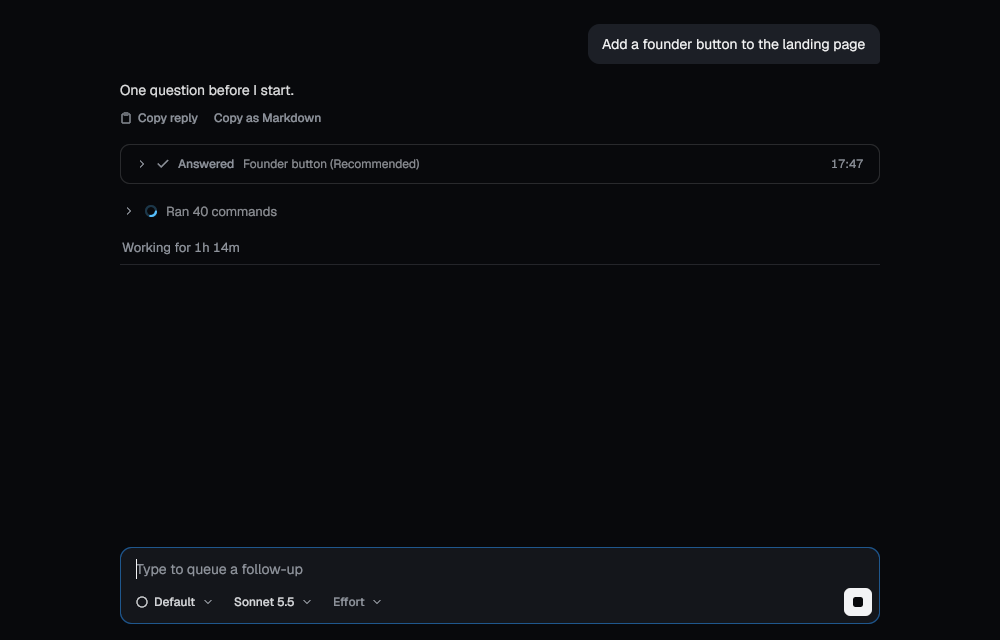 Add a founder button to the landing page
One question before I start.
Copy reply Copy as Markdown
Answered Founder button (Recommended) 17:47
Ran 40 commands
Working for 1h 14m
Type to queue a follow-up
Default Sonnet 5.5 Effort